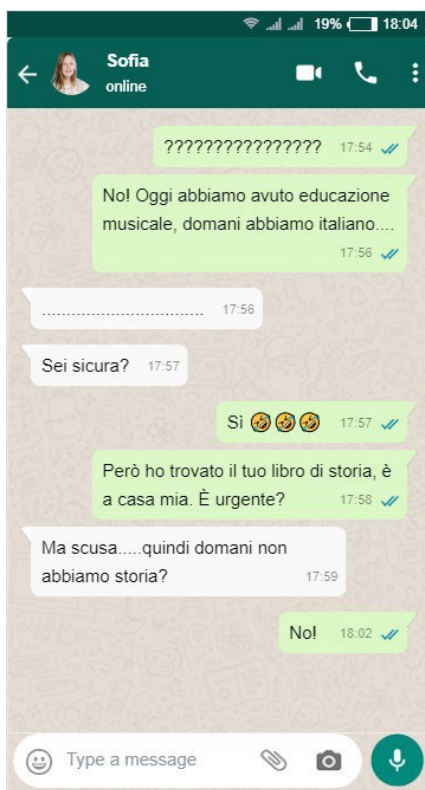 19% 18:04
Sofia
online
???????????????? 17:54
No! Oggi abbiamo avuto educazione
musicale, domani abbiamo italiano....
17:56
................................. 17:56
Sei sicura? 17:57
Sì 🤣🤣🤣 17:57
Però ho trovato il tuo libro di storia, è
a casa mia. È urgente? 17:58
Ma scusa.....quindi domani non
abbiamo storia? 17:59
No! 18:02
Type a message